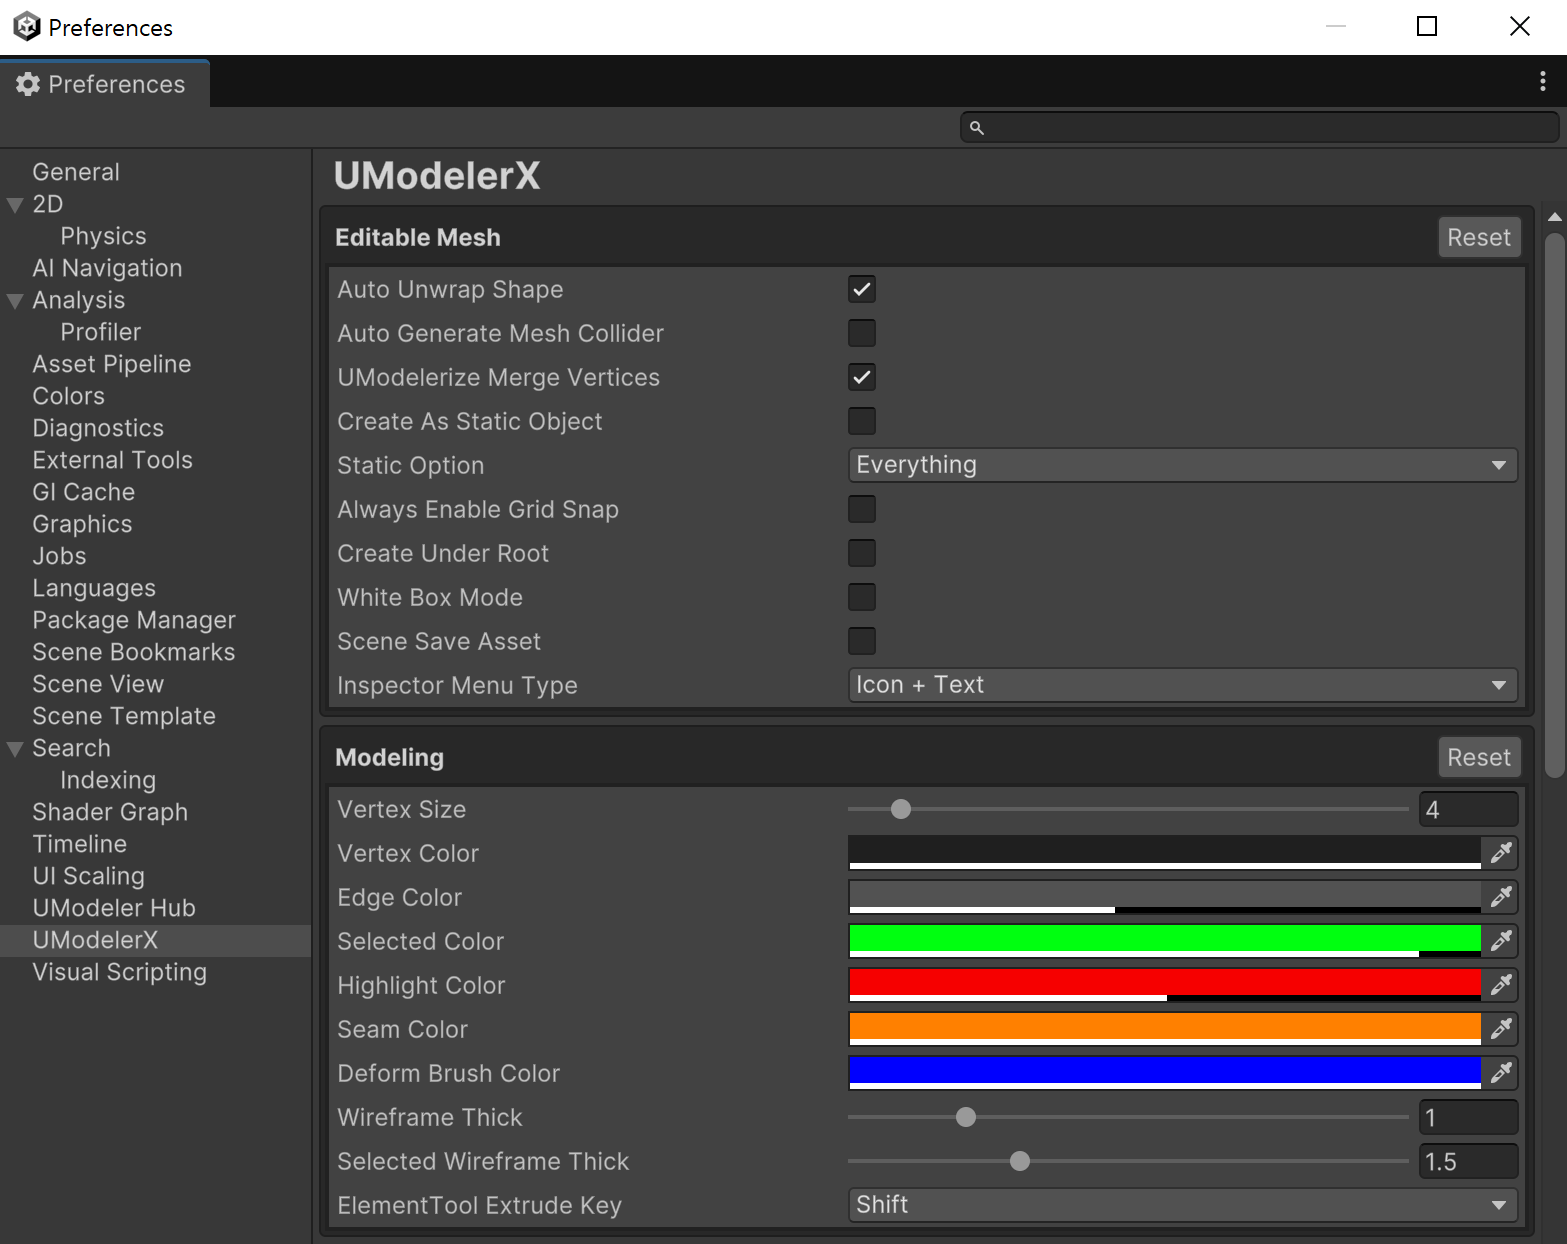 Preferences
Preferences
General
2D
Physics
AI Navigation
Analysis
Profiler
Asset Pipeline
Colors
Diagnostics
External Tools
GI Cache
Graphics
Jobs
Languages
Package Manager
Scene Bookmarks
Scene View
Scene Template
Search
Indexing
Shader Graph
Timeline
UI Scaling
UModeler Hub
UModelerX
Visual Scripting
UModelerX
Editable Mesh Reset
Auto Unwrap Shape
Auto Generate Mesh Collider
UModelerize Merge Vertices
Create As Static Object
Static Option Everything
Always Enable Grid Snap
Create Under Root
White Box Mode
Scene Save Asset
Inspector Menu Type Icon + Text
Modeling Reset
Vertex Size 4
Vertex Color
Edge Color
Selected Color
Highlight Color
Seam Color
Deform Brush Color
Wireframe Thick 1
Selected Wireframe Thick 1.5
ElementTool Extrude Key Shift